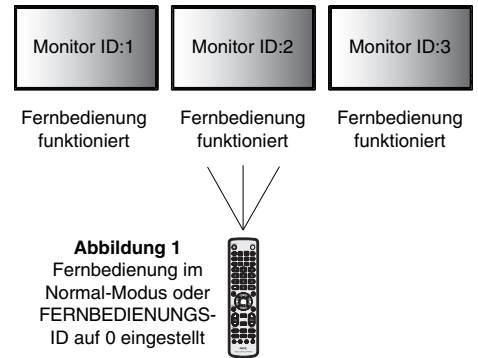 Monitor ID:1
Monitor ID:2
Monitor ID:3
Fernbedienung
funktioniert
Fernbedienung
funktioniert
Fernbedienung
funktioniert
Abbildung 1
Fernbedienung im
Normal-Modus oder
FERNBEDIENUNGS-
ID auf 0 eingestellt